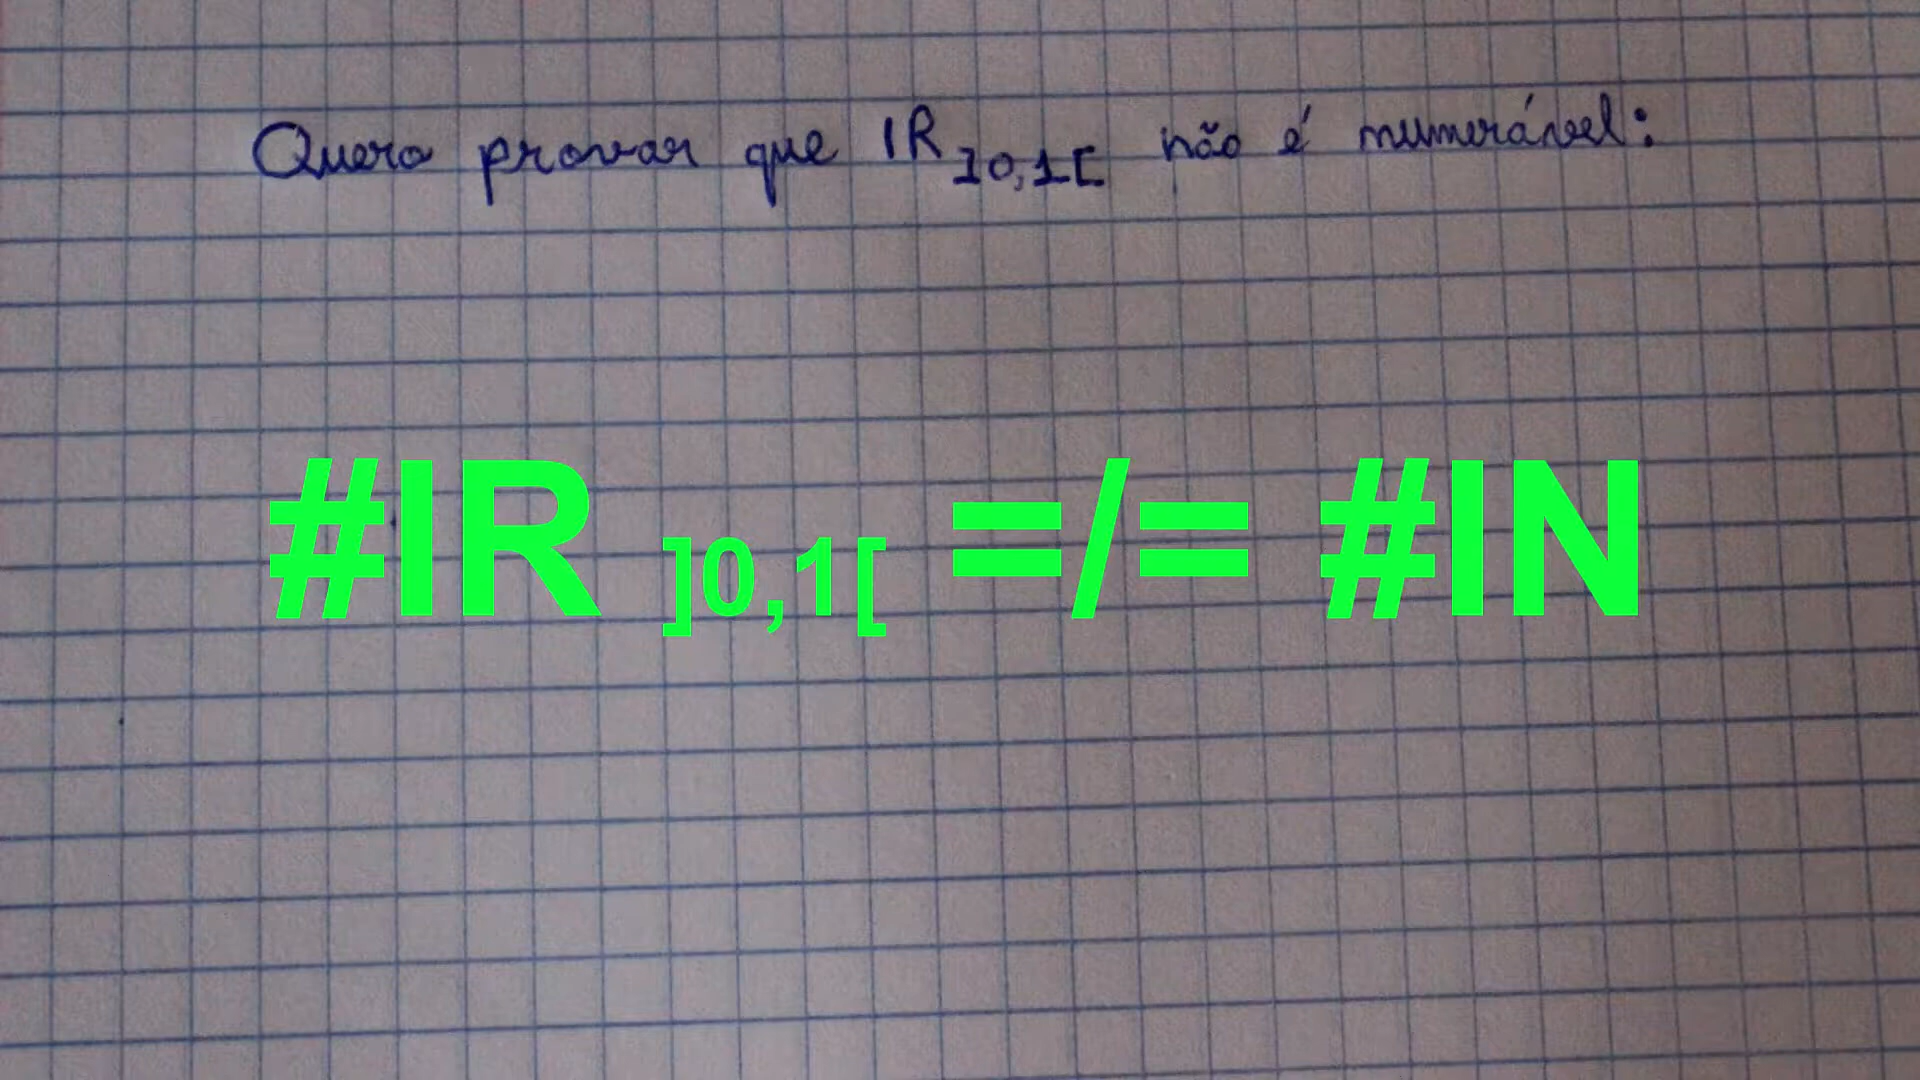 Quero provar que IR ]0,1[ não é numerável:
#IR ]0,1[ =/= #IN